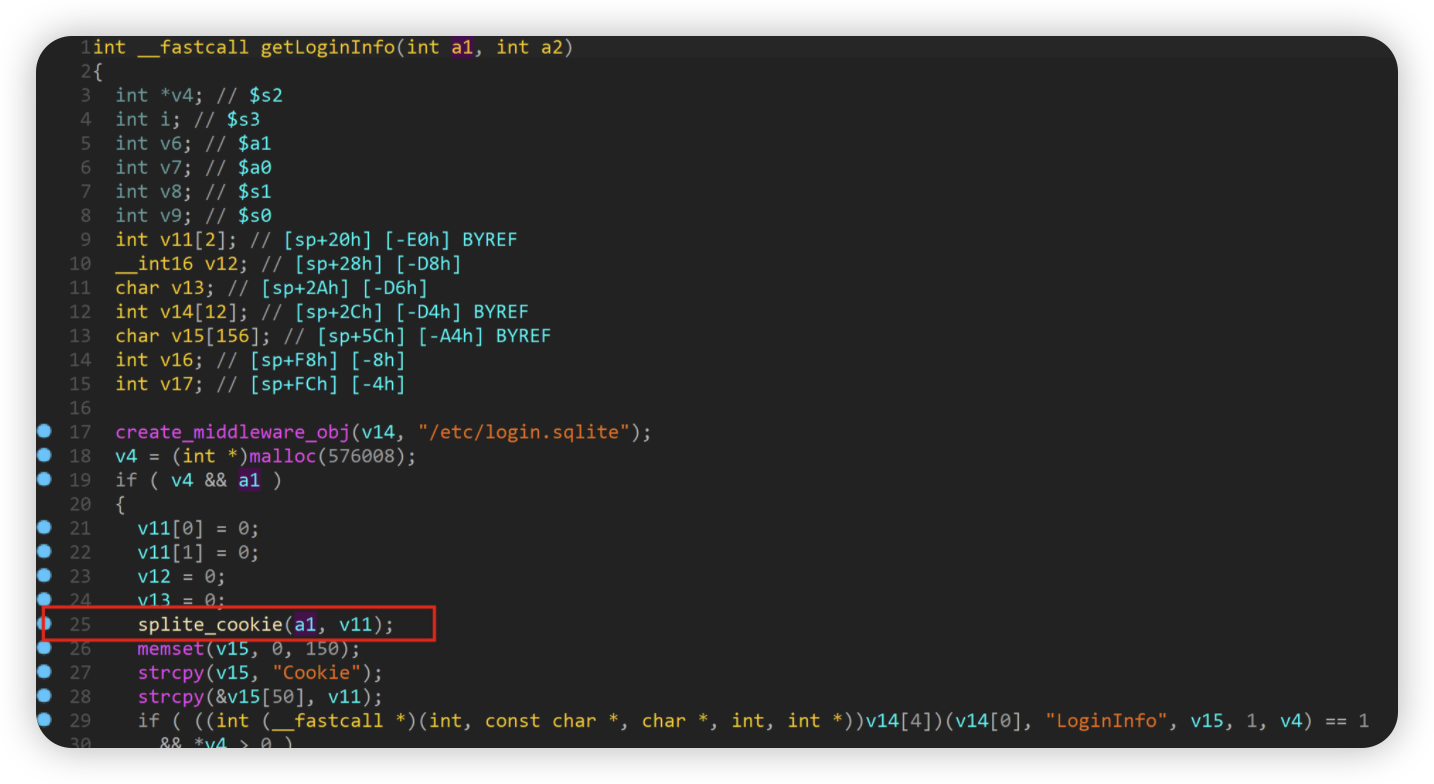 1 int __fastcall getLoginInfo(int a1, int a2)
2 {
3   int *v4; // $s2
4   int i; // $s3
5   int v6; // $a1
6   int v7; // $a0
7   int v8; // $s1
8   int v9; // $s0
9   int v11[2]; // [sp+20h] [-E0h] BYREF
10   __int16 v12; // [sp+28h] [-D8h]
11   char v13; // [sp+2Ah] [-D6h]
12   int v14[12]; // [sp+2Ch] [-D4h] BYREF
13   char v15[156]; // [sp+5Ch] [-A4h] BYREF
14   int v16; // [sp+F8h] [-8h]
15   int v17; // [sp+FCh] [-4h]
16
17   create_middleware_obj(v14, "/etc/login.sqlite");
18   v4 = (int *)malloc(576008);
19   if ( v4 && a1 )
20   {
21     v11[0] = 0;
22     v11[1] = 0;
23     v12 = 0;
24     v13 = 0;
25     splite_cookie(a1, v11);
26     memset(v15, 0, 150);
27     strcpy(v15, "Cookie");
28     strcpy(&v15[50], v11);
29     if ( ((int (__fastcall *)(int, const char *, char *, int, int *))v14[4])(v14[0], "LoginInfo", v15, 1, v4) == 1
30       && *v4 > 0 )